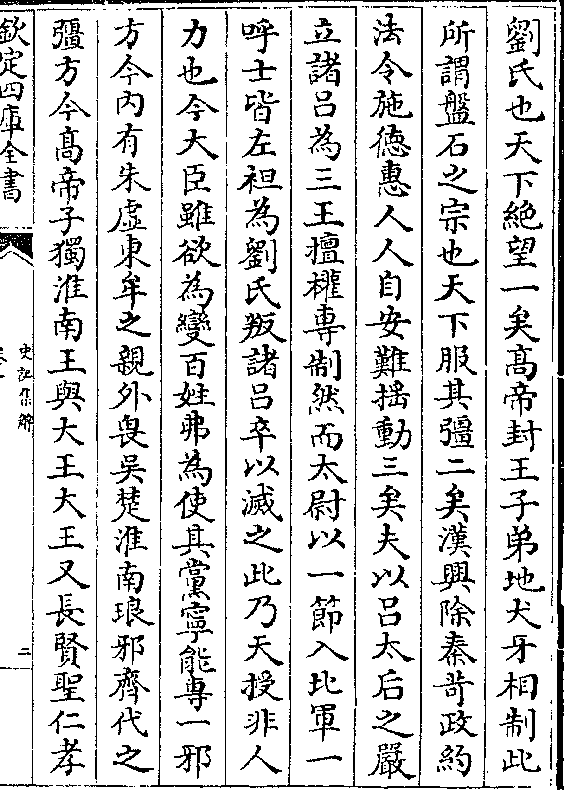 劉氏也天下絶望一矣髙帝封王子弟地犬牙相制此
所謂盤石之宗也天下服其彊二矣漢興除秦苛政約
法令施德惠人人自安難揺動三矣夫以吕太后之嚴
立諸吕為三王擅權專制然而太尉以一節入北軍一
呼士皆左袒為劉氏叛諸吕卒以滅之此乃天授非人
力也今大臣雖欲為變百姓弗為使其黨寧能專一邪
方今内有朱虚東牟之親外畏吴楚淮南琅邪齊代之
彊方今髙帝子獨淮南王與大王大王又長賢聖仁孝
欽定四庫全書
史記集解
二